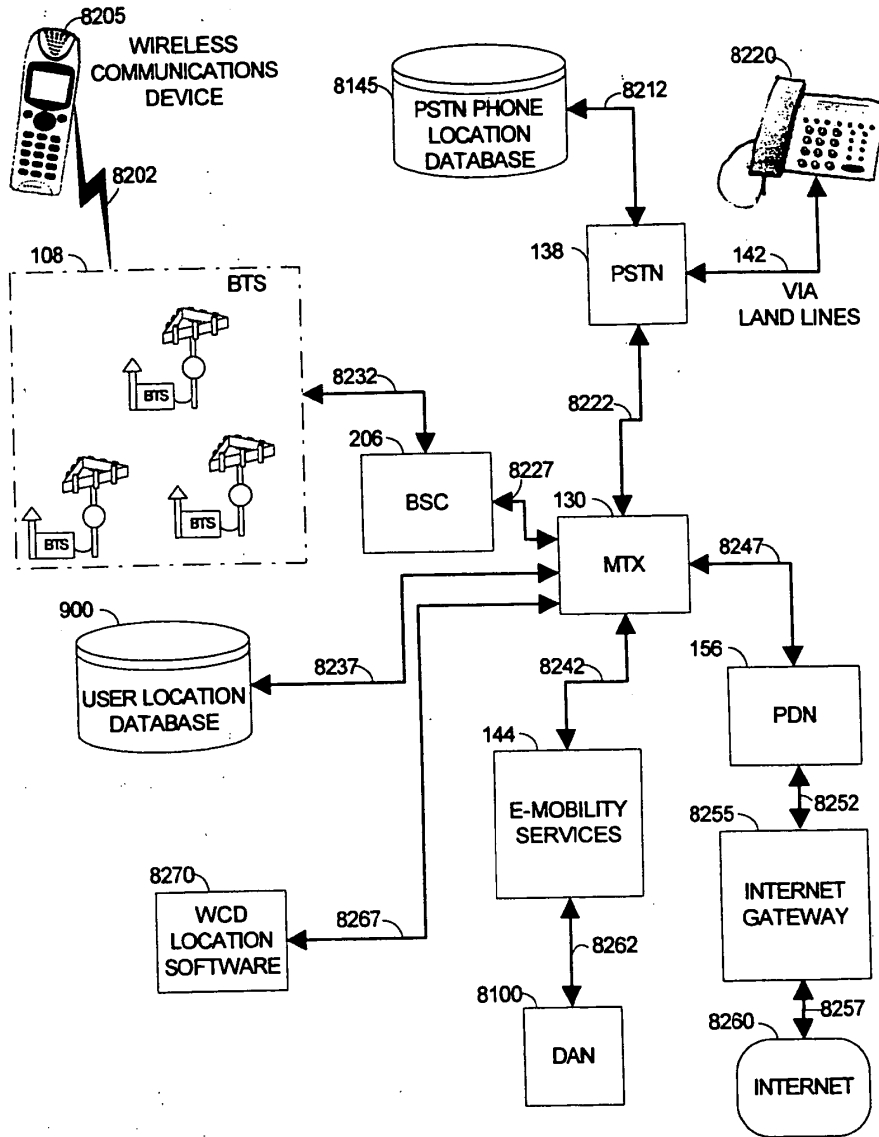 8205
WIRELESS
COMMUNICATIONS
DEVICE
8202
8145
PSTN PHONE
LOCATION
DATABASE
8212
8220
138
PSTN
142
VIA
LAND LINES
108
BTS
BTS
BTS
BTS
8232
206
BSC
8227
8222
130
MTX
8247
900
USER LOCATION
DATABASE
8237
8242
156
PDN
144
E-MOBILITY
SERVICES
8252
8255
INTERNET
GATEWAY
8270
WCD
LOCATION
SOFTWARE
8267
8262
8100
DAN
8257
8260
INTERNET